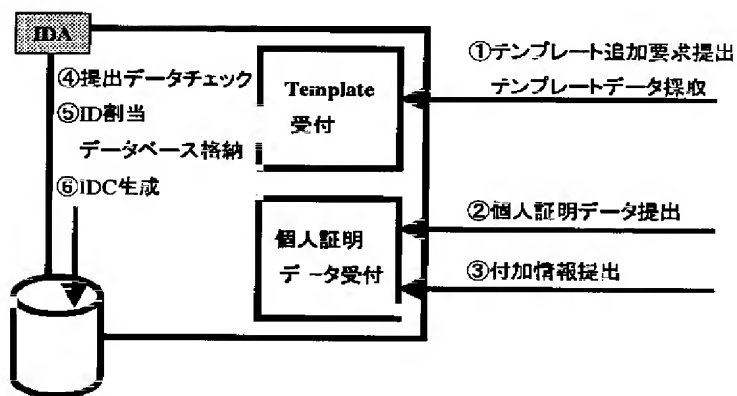 IDA
④提出データチェック
⑤ID割当
データベース格納
⑥IDC生成
Template
受付
個人証明
データ受付
①テンプレート追加要求提出
テンプレートデータ採取
②個人証明データ提出
③付加情報提出